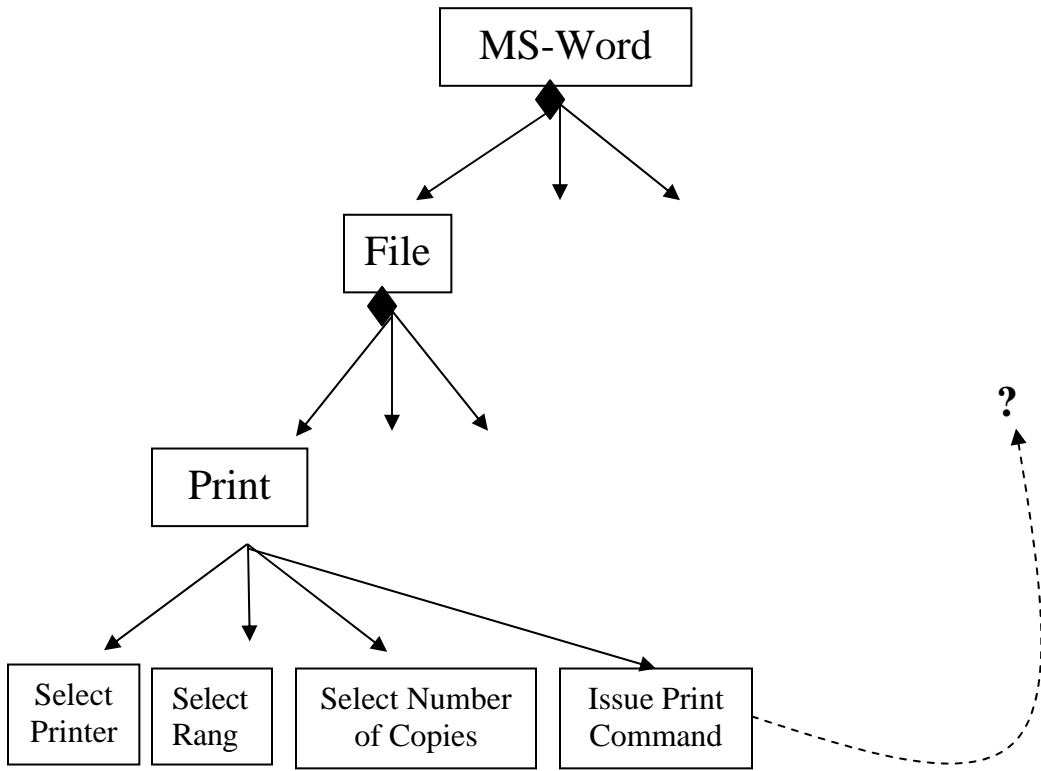 MS-Word
File
?
Print
Select
Printer
Select
Rang
Select Number
of Copies
Issue Print
Command